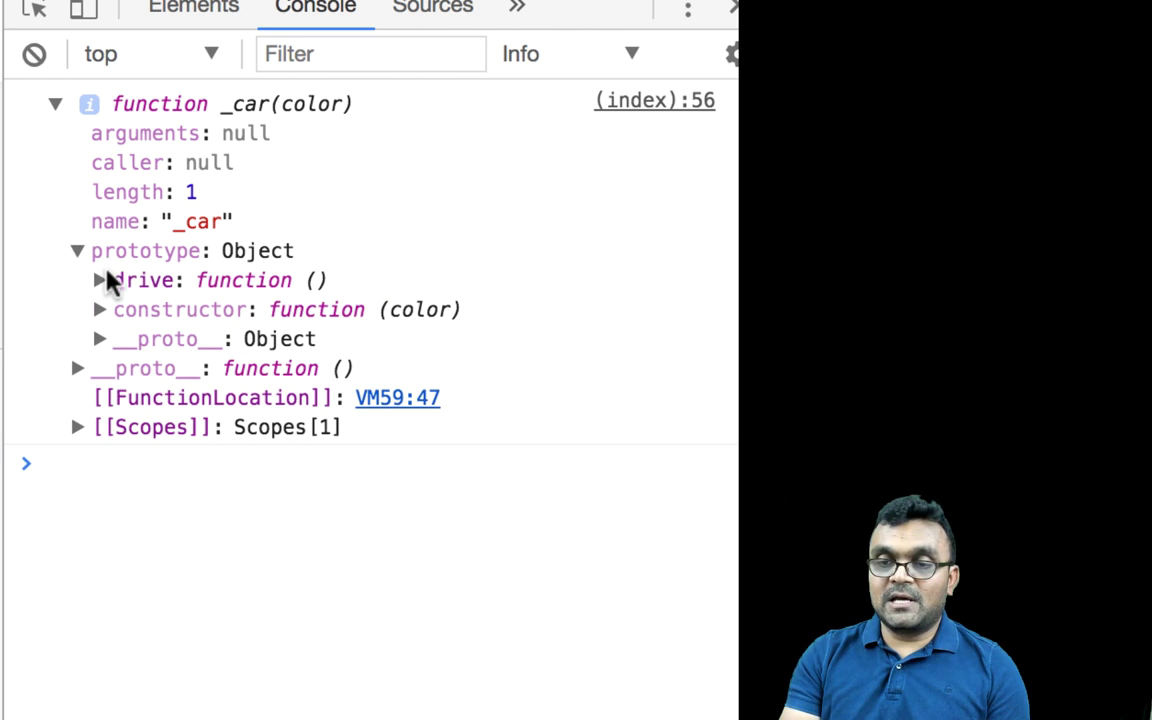 Elements Console Sources »
top Filter Info
i function _car(color) (index):56
arguments: null
caller: null
length: 1
name: "_car"
prototype: Object
drive: function ()
constructor: function (color)
__proto__: Object
__proto__: function ()
[[FunctionLocation]]: VM59:47
[[Scopes]]: Scopes[1]
>